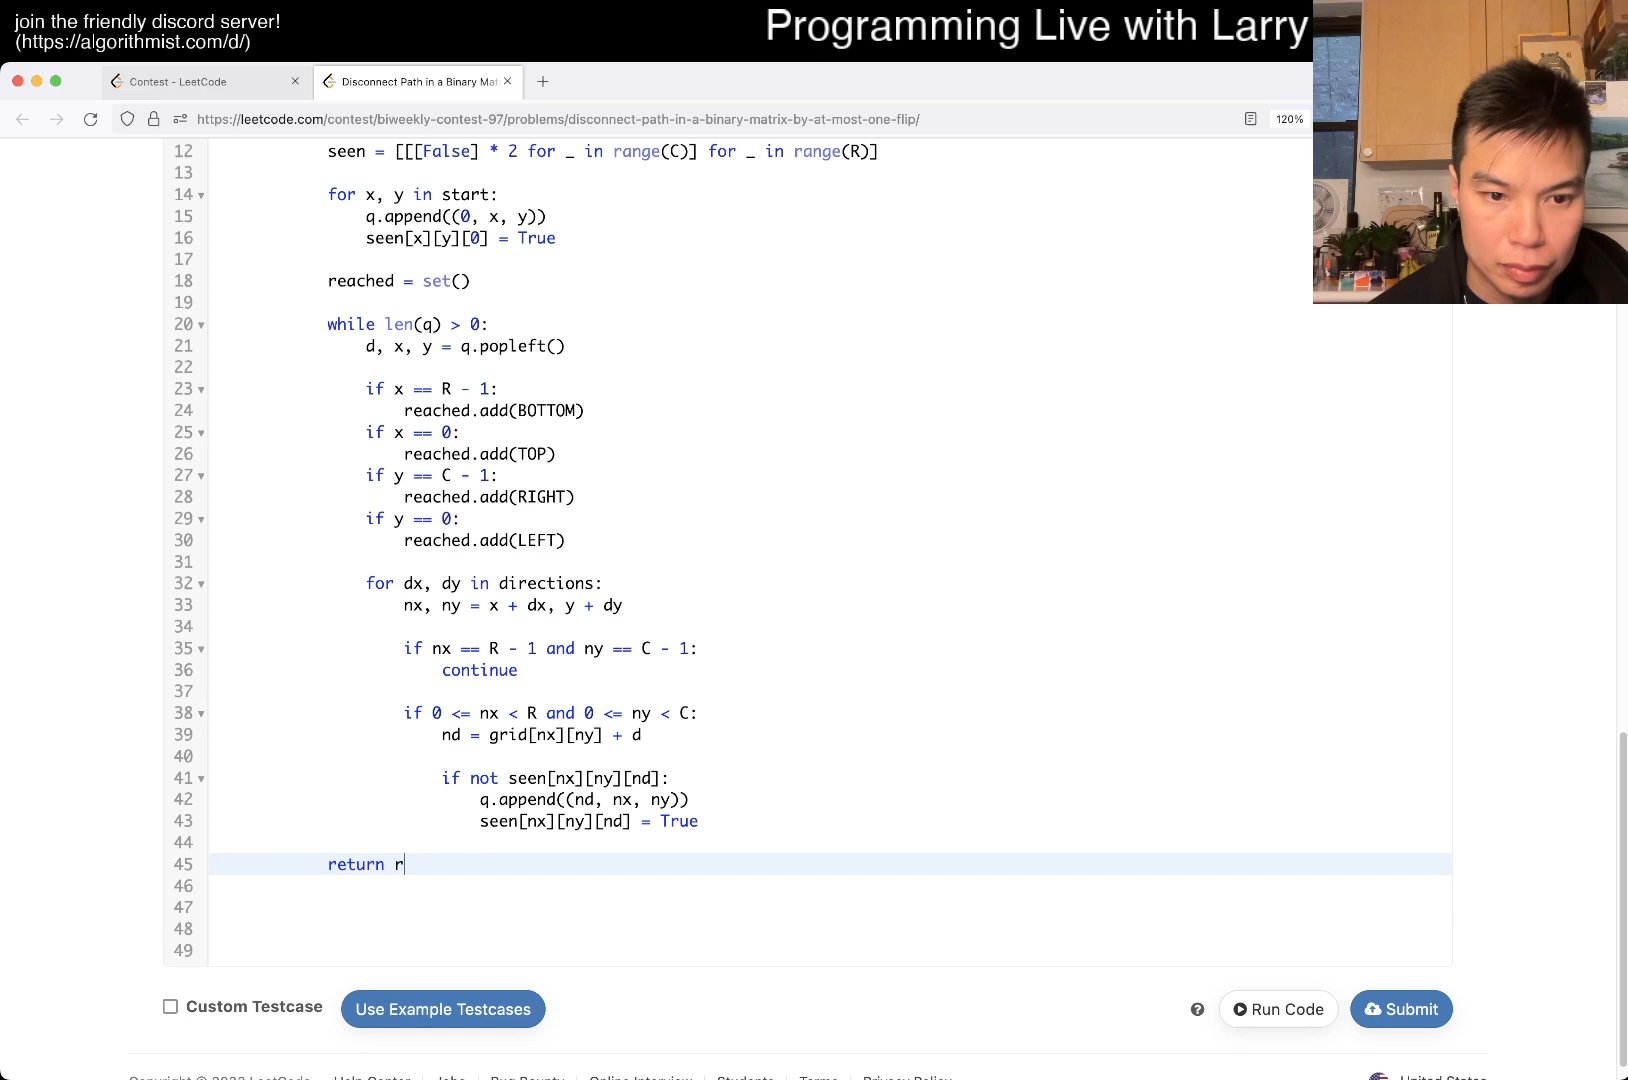 join the friendly discord server!
(https://algorithmist.com/d/)
Programming Live with Larry
Contest - LeetCode
Disconnect Path in a Binary Mat
https://leetcode.com/contest/biweekly-contest-97/problems/disconnect-path-in-a-binary-matrix-by-at-most-one-flip/
120%
12 seen = [[[False] * 2 for _ in range(C)] for _ in range(R)]
13
14 for x, y in start:
15 q.append((0, x, y))
16 seen[x][y][0] = True
17
18 reached = set()
19
20 while len(q) > 0:
21 d, x, y = q.popleft()
22
23 if x == R - 1:
24 reached.add(BOTTOM)
25 if x == 0:
26 reached.add(TOP)
27 if y == C - 1:
28 reached.add(RIGHT)
29 if y == 0:
30 reached.add(LEFT)
31
32 for dx, dy in directions:
33 nx, ny = x + dx, y + dy
34
35 if nx == R - 1 and ny == C - 1:
36 continue
37
38 if 0 <= nx < R and 0 <= ny < C:
39 nd = grid[nx][ny] + d
40
41 if not seen[nx][ny][nd]:
42 q.append((nd, nx, ny))
43 seen[nx][ny][nd] = True
44
45 return r
46
47
48
49
Custom Testcase
Use Example Testcases
Run Code
Submit